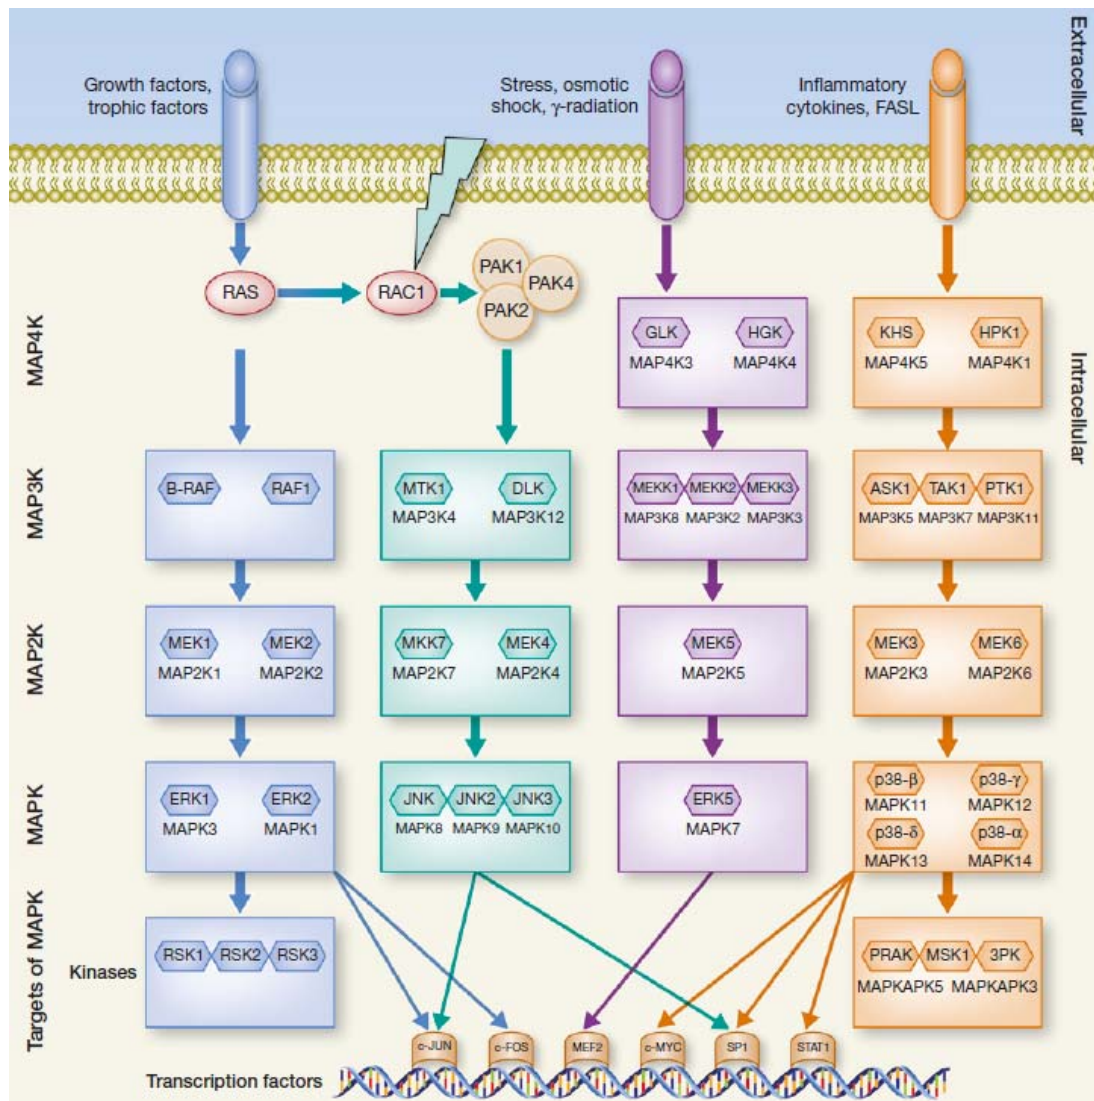 Extracellular
Growth factors,
trophic factors
Stress, osmotic
shock, γ-radiation
Inflammatory
cytokines, FASL
Intracellular
MAP4K
RAS
RAC1
PAK1
PAK4
PAK2
GLK
HGK
MAP4K3
MAP4K4
KHS
HPK1
MAP4K5
MAP4K1
MAP3K
B-RAF
RAF1
MTK1
DLK
MAP3K4
MAP3K12
MEKK1 MEKK2 MEKK3
MAP3K8 MAP3K2 MAP3K3
ASK1 TAK1 PTK1
MAP3K5 MAP3K7 MAP3K11
MAP2K
MEK1
MEK2
MAP2K1
MAP2K2
MKK7
MEK4
MAP2K7
MAP2K4
MEK5
MAP2K5
MEK3
MEK6
MAP2K3
MAP2K6
MAPK
ERK1
ERK2
MAPK3
MAPK1
JNK JNK2 JNK3
MAPK8 MAPK9 MAPK10
ERK5
MAPK7
p38-β
p38-γ
MAPK11
MAPK12
p38-δ
p38-α
MAPK13
MAPK14
Targets of MAPK
Kinases
RSK1 RSK2 RSK3
PRAK MSK1 3PK
MAPKAPK5 MAPKAPK3
c-JUN
c-FOS
MEF2
c-MYC
SP1
STAT1
Transcription factors